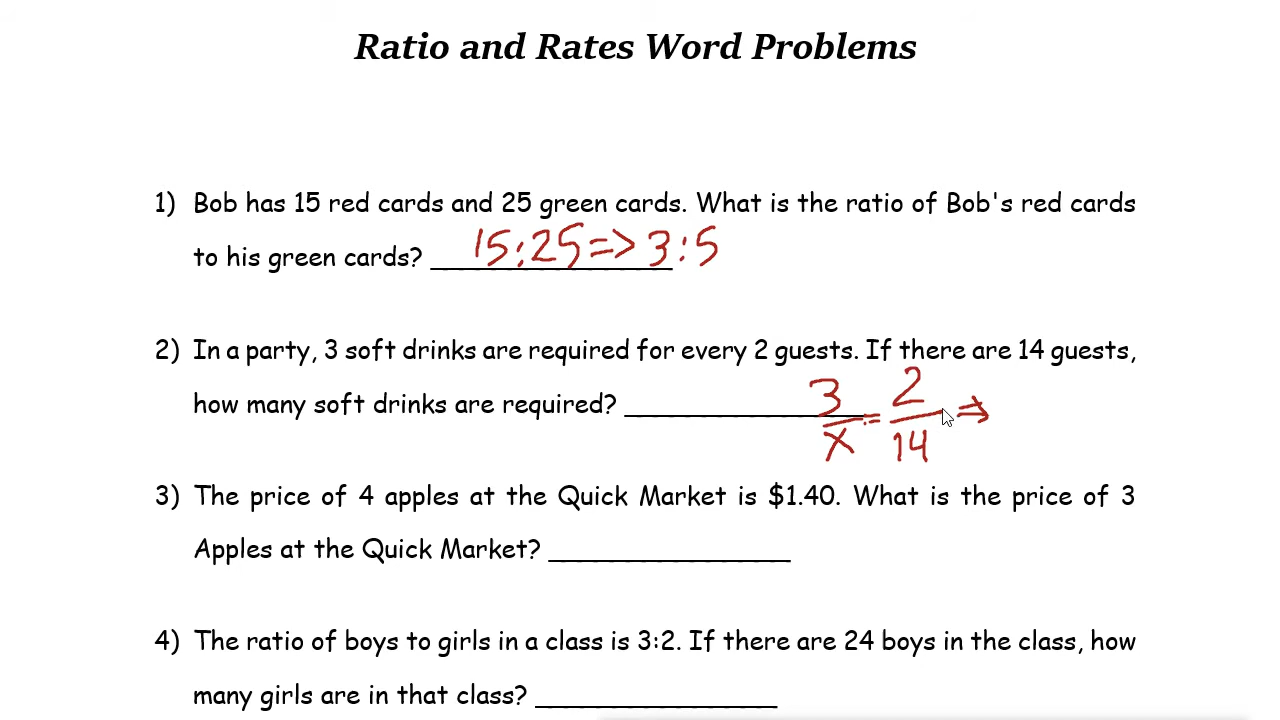 Ratio and Rates Word Problems
1) Bob has 15 red cards and 25 green cards. What is the ratio of Bob's red cards
to his green cards? _______________ 15:25 => 3:5
2) In a party, 3 soft drinks are required for every 2 guests. If there are 14 guests,
how many soft drinks are required? _______________ 3/x = 2/14 =>
3) The price of 4 apples at the Quick Market is $1.40. What is the price of 3
Apples at the Quick Market? _______________
4) The ratio of boys to girls in a class is 3:2. If there are 24 boys in the class, how
many girls are in that class? _______________